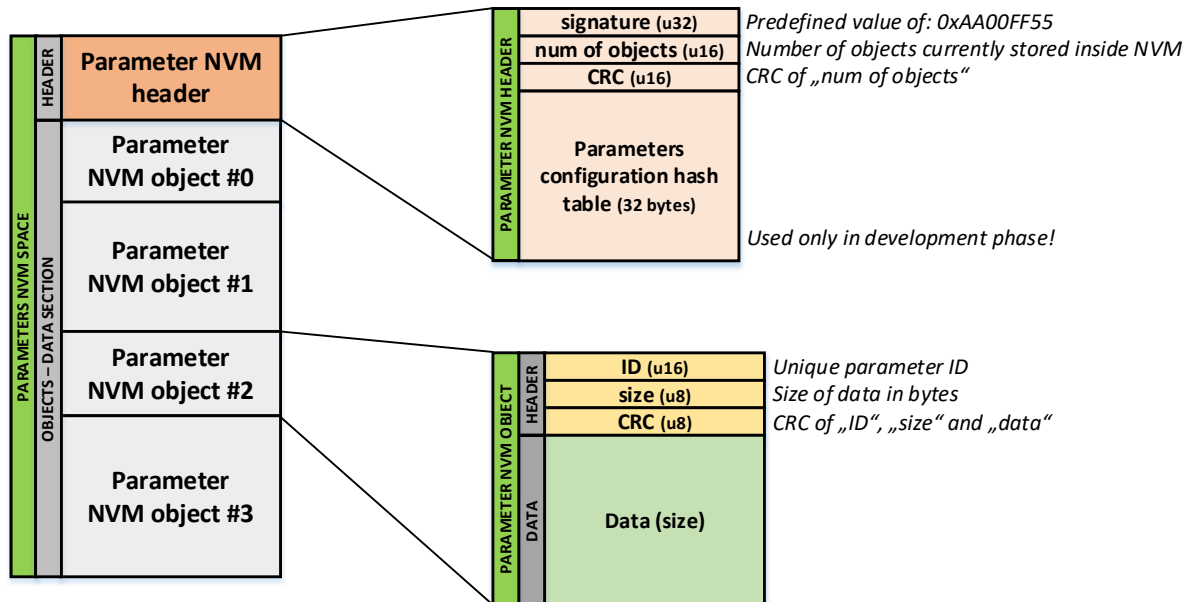 PARAMETERS NVM SPACE
HEADER
OBJECTS – DATA SECTION
Parameter NVM
header
Parameter
NVM object #0
Parameter
NVM object #1
Parameter
NVM object #2
Parameter
NVM object #3
PARAMETER NVM HEADER
signature (u32)
Predefined value of: 0xAA00FF55
num of objects (u16)
Number of objects currently stored inside NVM
CRC (u16)
CRC of „num of objects“
Parameters
configuration hash
table (32 bytes)
Used only in development phase!
PARAMETER NVM OBJECT
HEADER
ID (u16)
Unique parameter ID
size (u8)
Size of data in bytes
CRC (u8)
CRC of „ID“, „size“ and „data“
DATA
Data (size)